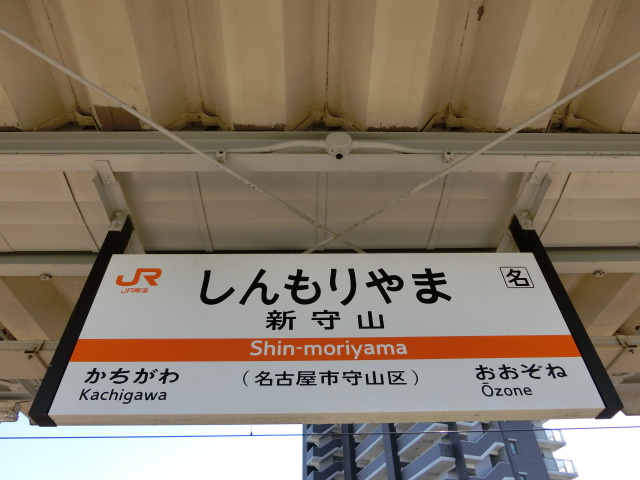 JR
JR東海
しんもりやま
名
新守山
Shin-moriyama
かちがわ
Kachigawa
(名古屋市守山区)
おおぞね
Ōzone